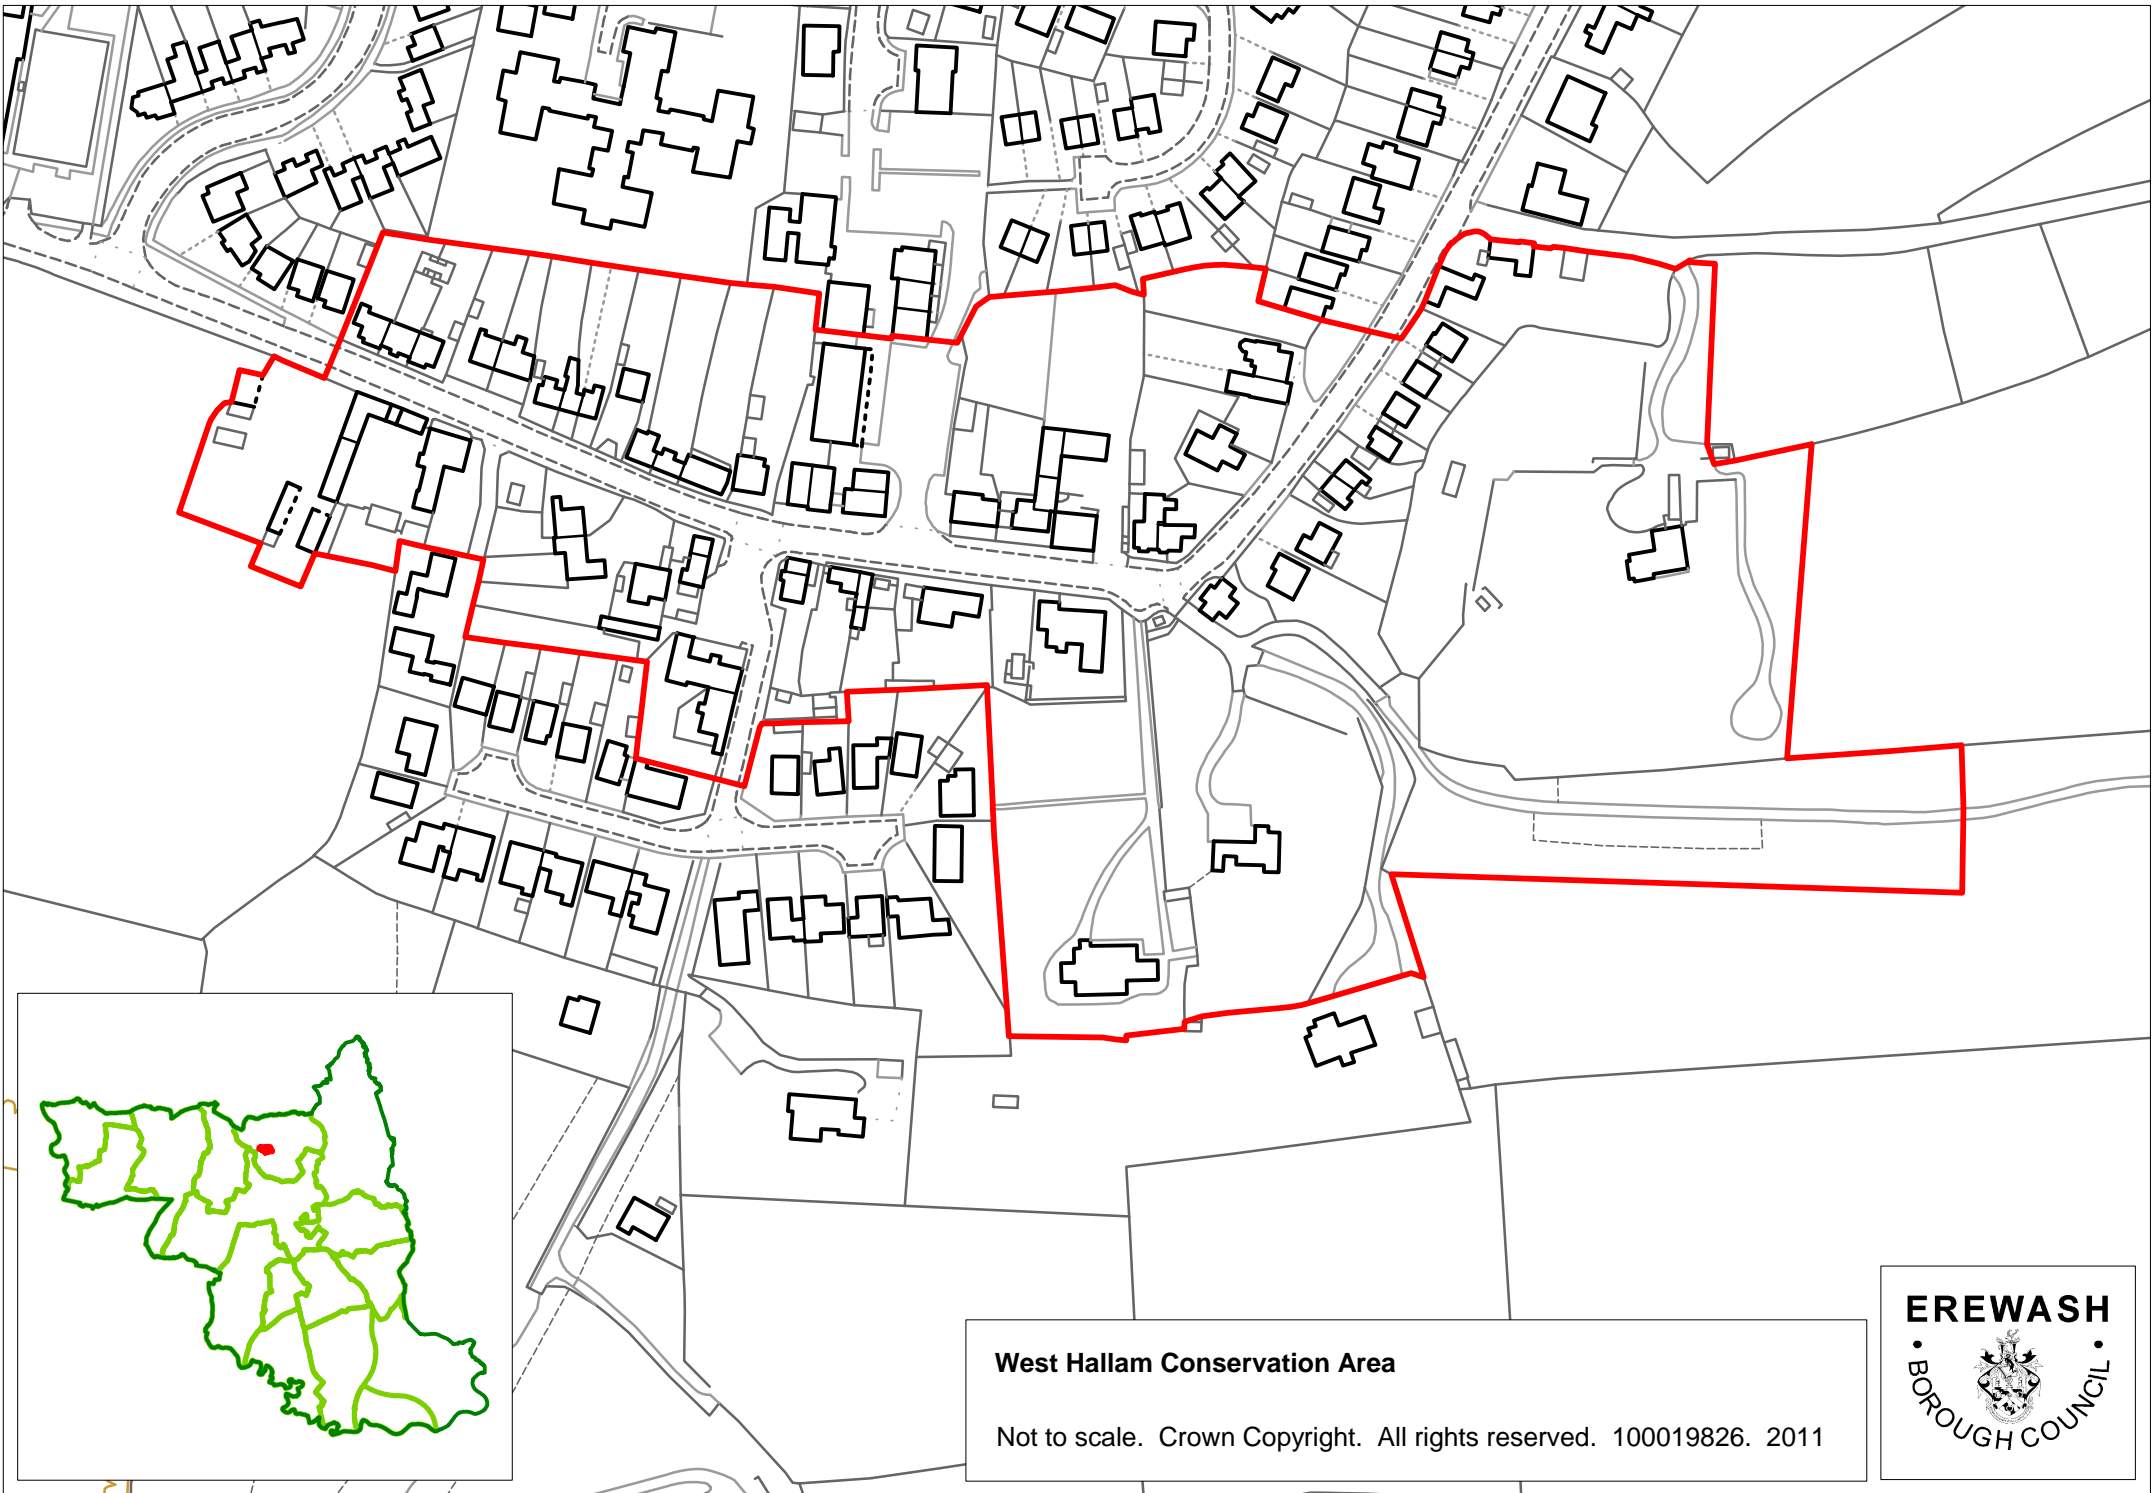 West Hallam Conservation Area
Not to scale. Crown Copyright. All rights reserved. 100019826. 2011
EREWASH
• BOROUGH COUNCIL •